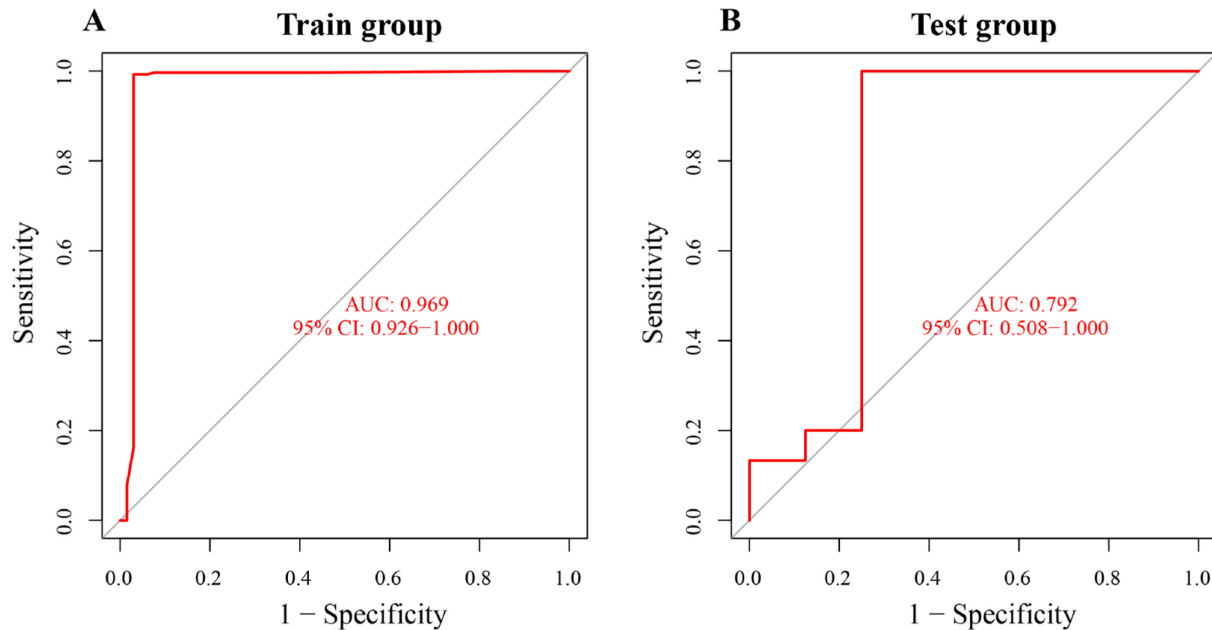 A
Train group
Sensitivity
0.0 0.2 0.4 0.6 0.8 1.0
AUC: 0.969
95% CI: 0.926−1.000
0.0 0.2 0.4 0.6 0.8 1.0
1 − Specificity
B
Test group
Sensitivity
0.0 0.2 0.4 0.6 0.8 1.0
AUC: 0.792
95% CI: 0.508−1.000
0.0 0.2 0.4 0.6 0.8 1.0
1 − Specificity